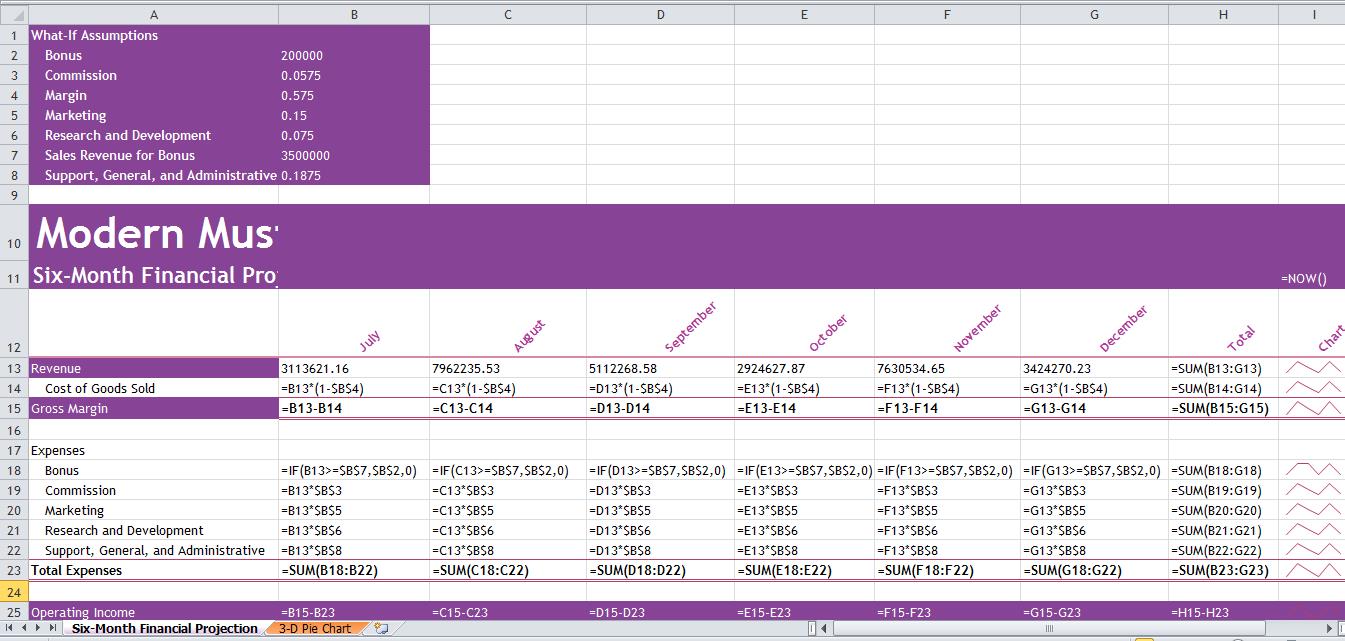 A B C D E F G H I
1 What-If Assumptions
2 Bonus 200000
3 Commission 0.0575
4 Margin 0.575
5 Marketing 0.15
6 Research and Development 0.075
7 Sales Revenue for Bonus 3500000
8 Support, General, and Administrative 0.1875
9
10 Modern Mus
11 Six-Month Financial Pro =NOW()
12 July August September October November December Total Chart
13 Revenue 3113621.16 7962235.53 5112268.58 2924627.87 7630534.65 3424270.23 =SUM(B13:G13)
14 Cost of Goods Sold =B13*(1-$B$4) =C13*(1-$B$4) =D13*(1-$B$4) =E13*(1-$B$4) =F13*(1-$B$4) =G13*(1-$B$4) =SUM(B14:G14)
15 Gross Margin =B13-B14 =C13-C14 =D13-D14 =E13-E14 =F13-F14 =G13-G14 =SUM(B15:G15)
16
17 Expenses
18 Bonus =IF(B13>=$B$7,$B$2,0) =IF(C13>=$B$7,$B$2,0) =IF(D13>=$B$7,$B$2,0) =IF(E13>=$B$7,$B$2,0) =IF(F13>=$B$7,$B$2,0) =IF(G13>=$B$7,$B$2,0) =SUM(B18:G18)
19 Commission =B13*$B$3 =C13*$B$3 =D13*$B$3 =E13*$B$3 =F13*$B$3 =G13*$B$3 =SUM(B19:G19)
20 Marketing =B13*$B$5 =C13*$B$5 =D13*$B$5 =E13*$B$5 =F13*$B$5 =G13*$B$5 =SUM(B20:G20)
21 Research and Development =B13*$B$6 =C13*$B$6 =D13*$B$6 =E13*$B$6 =F13*$B$6 =G13*$B$6 =SUM(B21:G21)
22 Support, General, and Administrative =B13*$B$8 =C13*$B$8 =D13*$B$8 =E13*$B$8 =F13*$B$8 =G13*$B$8 =SUM(B22:G22)
23 Total Expenses =SUM(B18:B22) =SUM(C18:C22) =SUM(D18:D22) =SUM(E18:E22) =SUM(F18:F22) =SUM(G18:G22) =SUM(B23:G23)
24
25 Operating Income =B15-B23 =C15-C23 =D15-D23 =E15-E23 =F15-F23 =G15-G23 =H15-H23
Six-Month Financial Projection 3-D Pie Chart